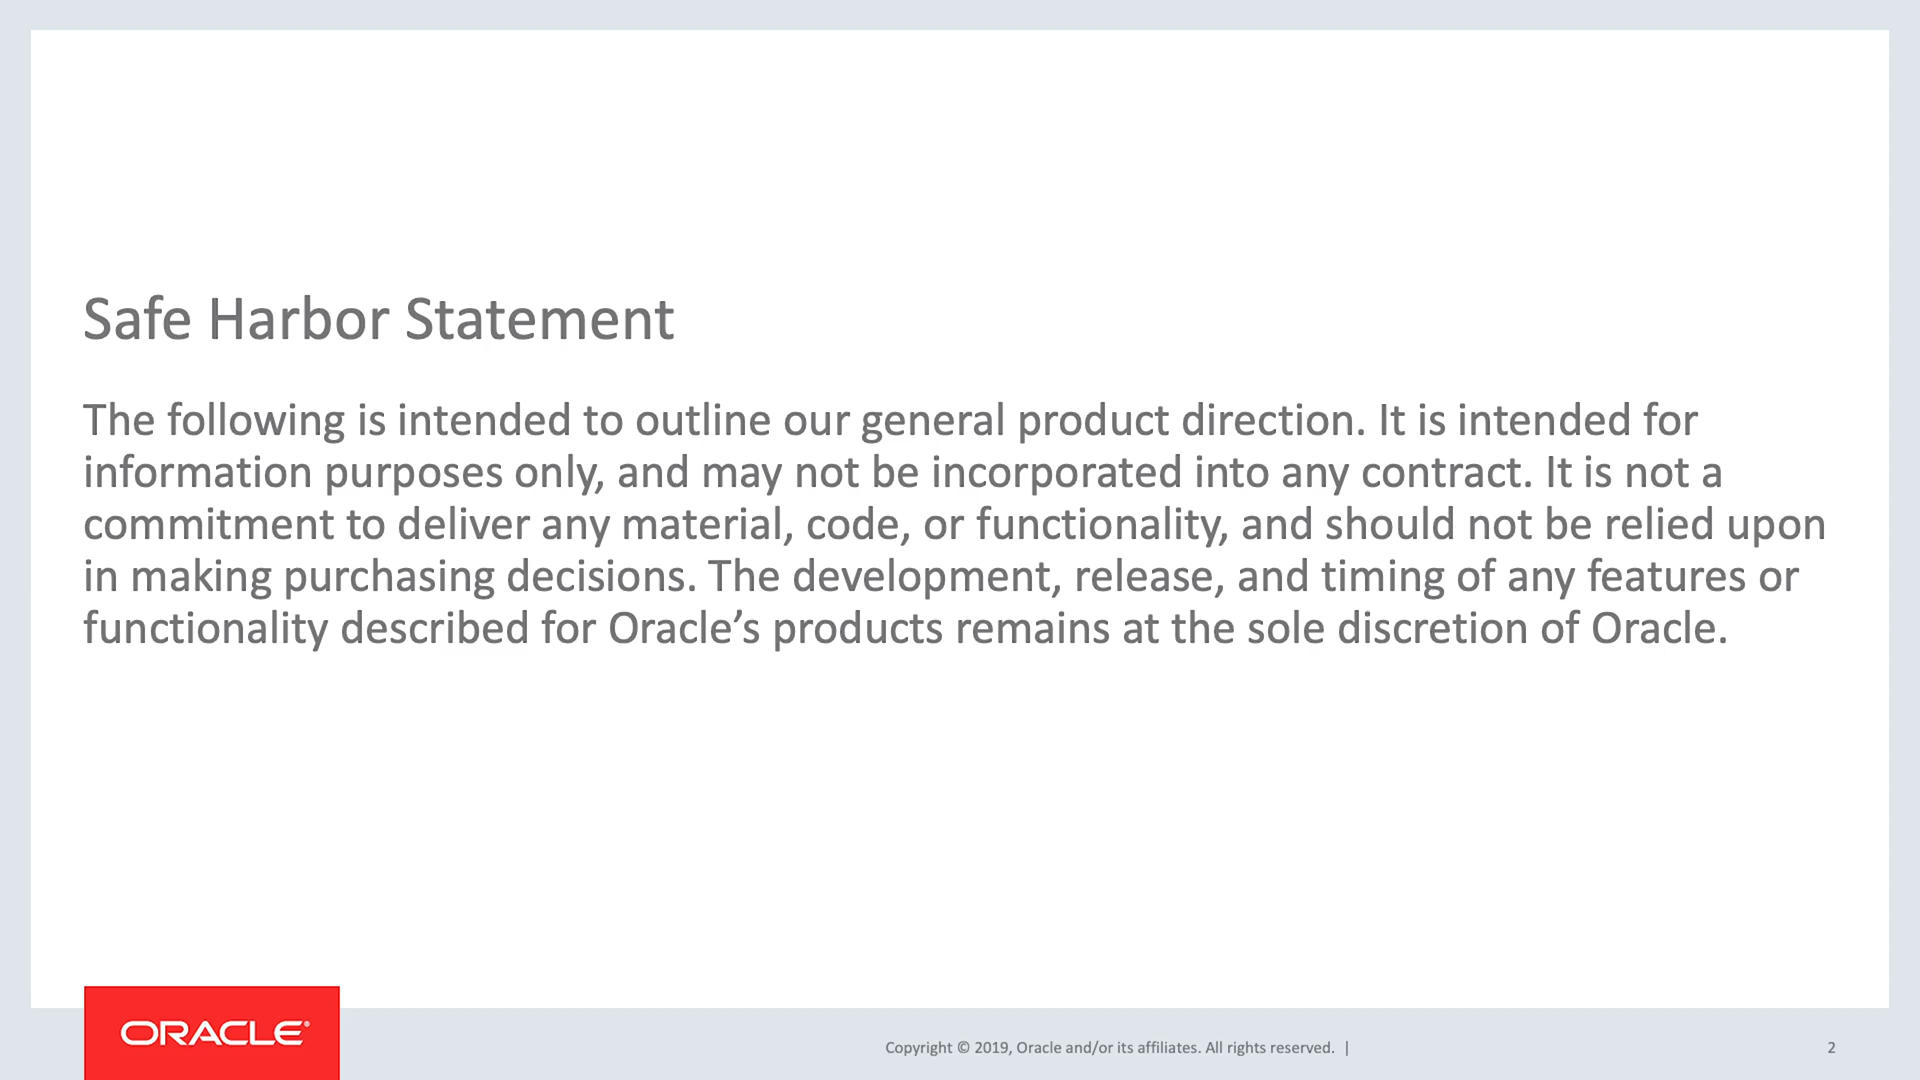 Safe Harbor Statement
The following is intended to outline our general product direction. It is intended for
information purposes only, and may not be incorporated into any contract. It is not a
commitment to deliver any material, code, or functionality, and should not be relied upon
in making purchasing decisions. The development, release, and timing of any features or
functionality described for Oracle’s products remains at the sole discretion of Oracle.
ORACLE®
Copyright © 2019, Oracle and/or its affiliates. All rights reserved. |
2